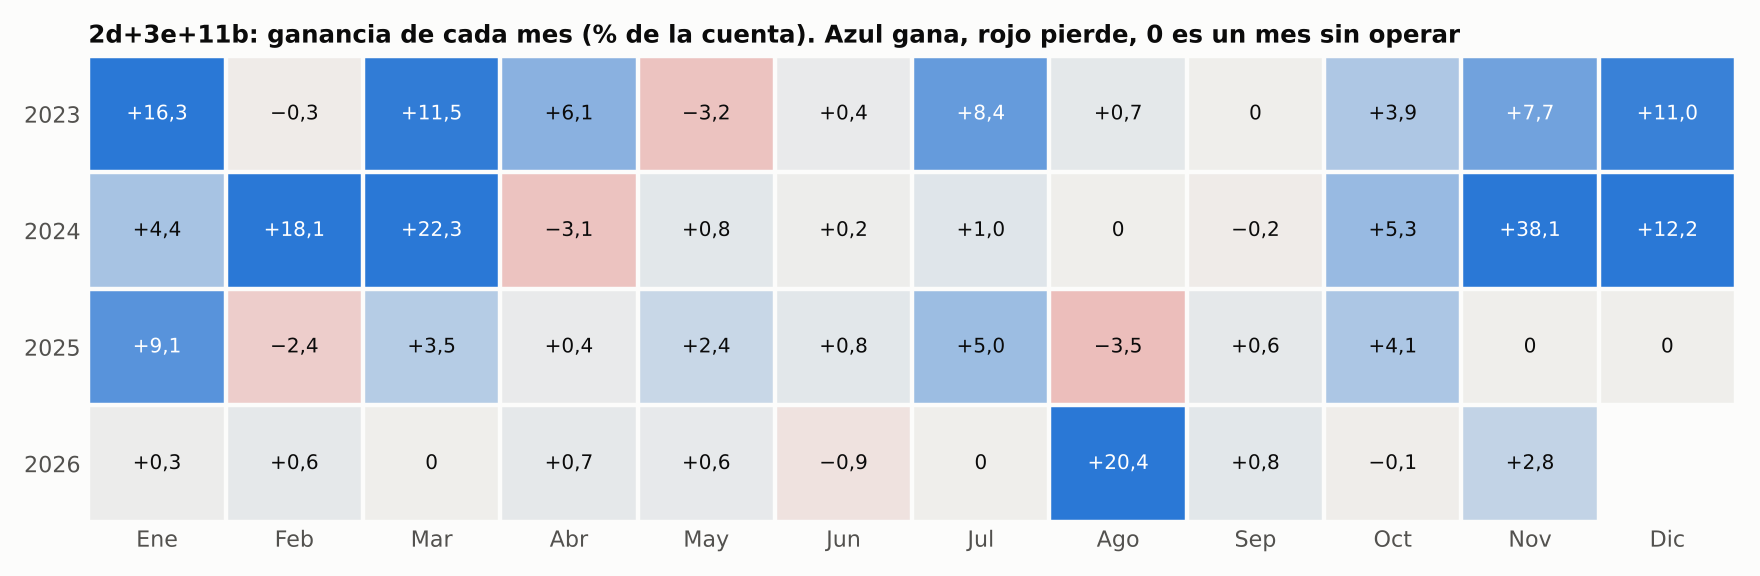 2d+3e+11b: ganancia de cada mes (% de la cuenta). Azul gana, rojo pierde, 0 es un mes sin operar
2023 +16,3 −0,3 +11,5 +6,1 −3,2 +0,4 +8,4 +0,7 0 +3,9 +7,7 +11,0
2024 +4,4 +18,1 +22,3 −3,1 +0,8 +0,2 +1,0 0 −0,2 +5,3 +38,1 +12,2
2025 +9,1 −2,4 +3,5 +0,4 +2,4 +0,8 +5,0 −3,5 +0,6 +4,1 0 0
2026 +0,3 +0,6 0 +0,7 +0,6 −0,9 0 +20,4 +0,8 −0,1 +2,8
Ene Feb Mar Abr May Jun Jul Ago Sep Oct Nov Dic